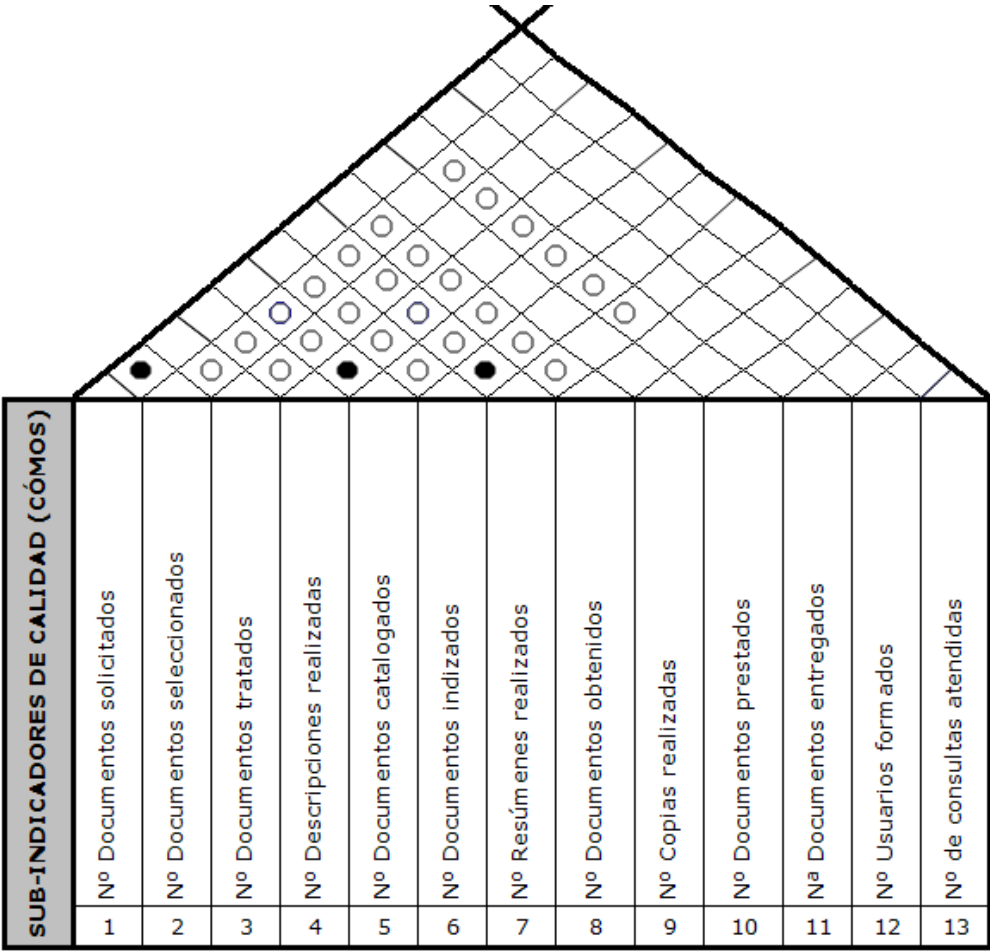 SUB-INDICADORES DE CALIDAD (CÓMOS)
Nº Documentos solicitados
Nº Documentos seleccionados
Nº Documentos tratados
Nº Descripciones realizadas
Nº Documentos catalogados
Nº Documentos indizados
Nº Resúmenes realizados
Nº Documentos obtenidos
Nº Copias realizadas
Nº Documentos prestados
Nª Documentos entregados
Nº Usuarios formados
Nº de consultas atendidas
1 2 3 4 5 6 7 8 9 10 11 12 13